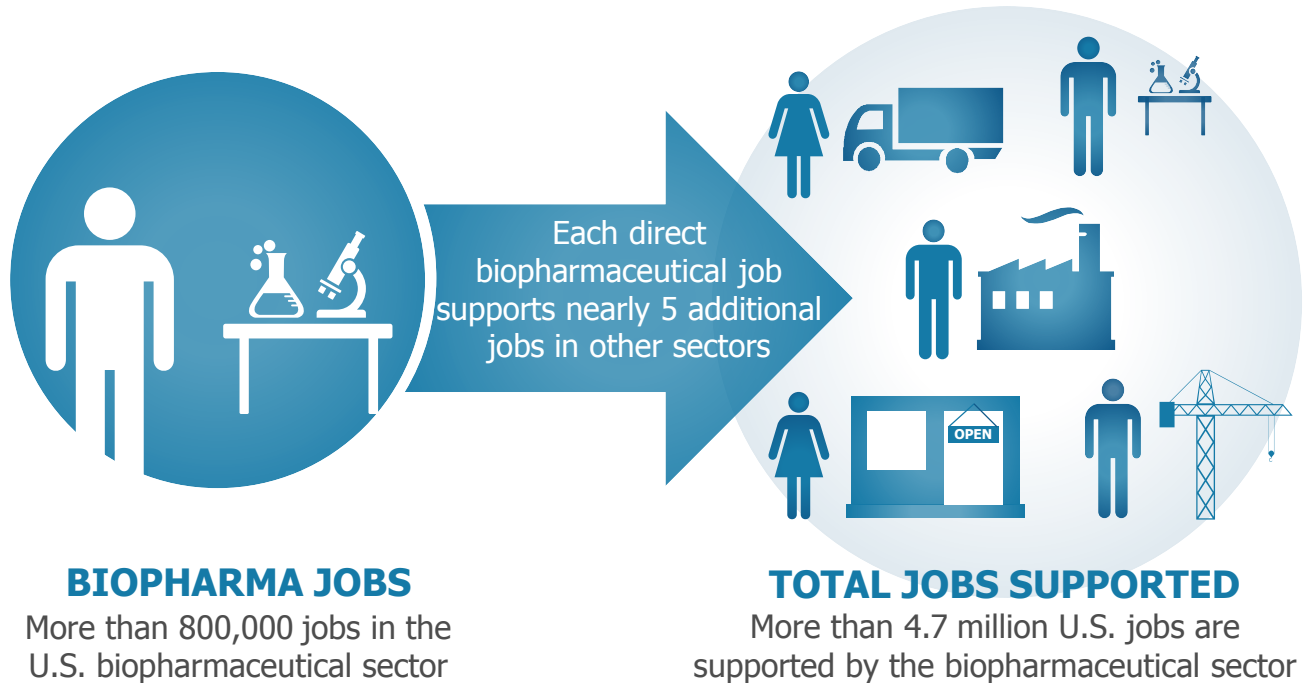 Each direct
biopharmaceutical job
supports nearly 5 additional
jobs in other sectors
OPEN
BIOPHARMA JOBS
More than 800,000 jobs in the
U.S. biopharmaceutical sector
TOTAL JOBS SUPPORTED
More than 4.7 million U.S. jobs are
supported by the biopharmaceutical sector